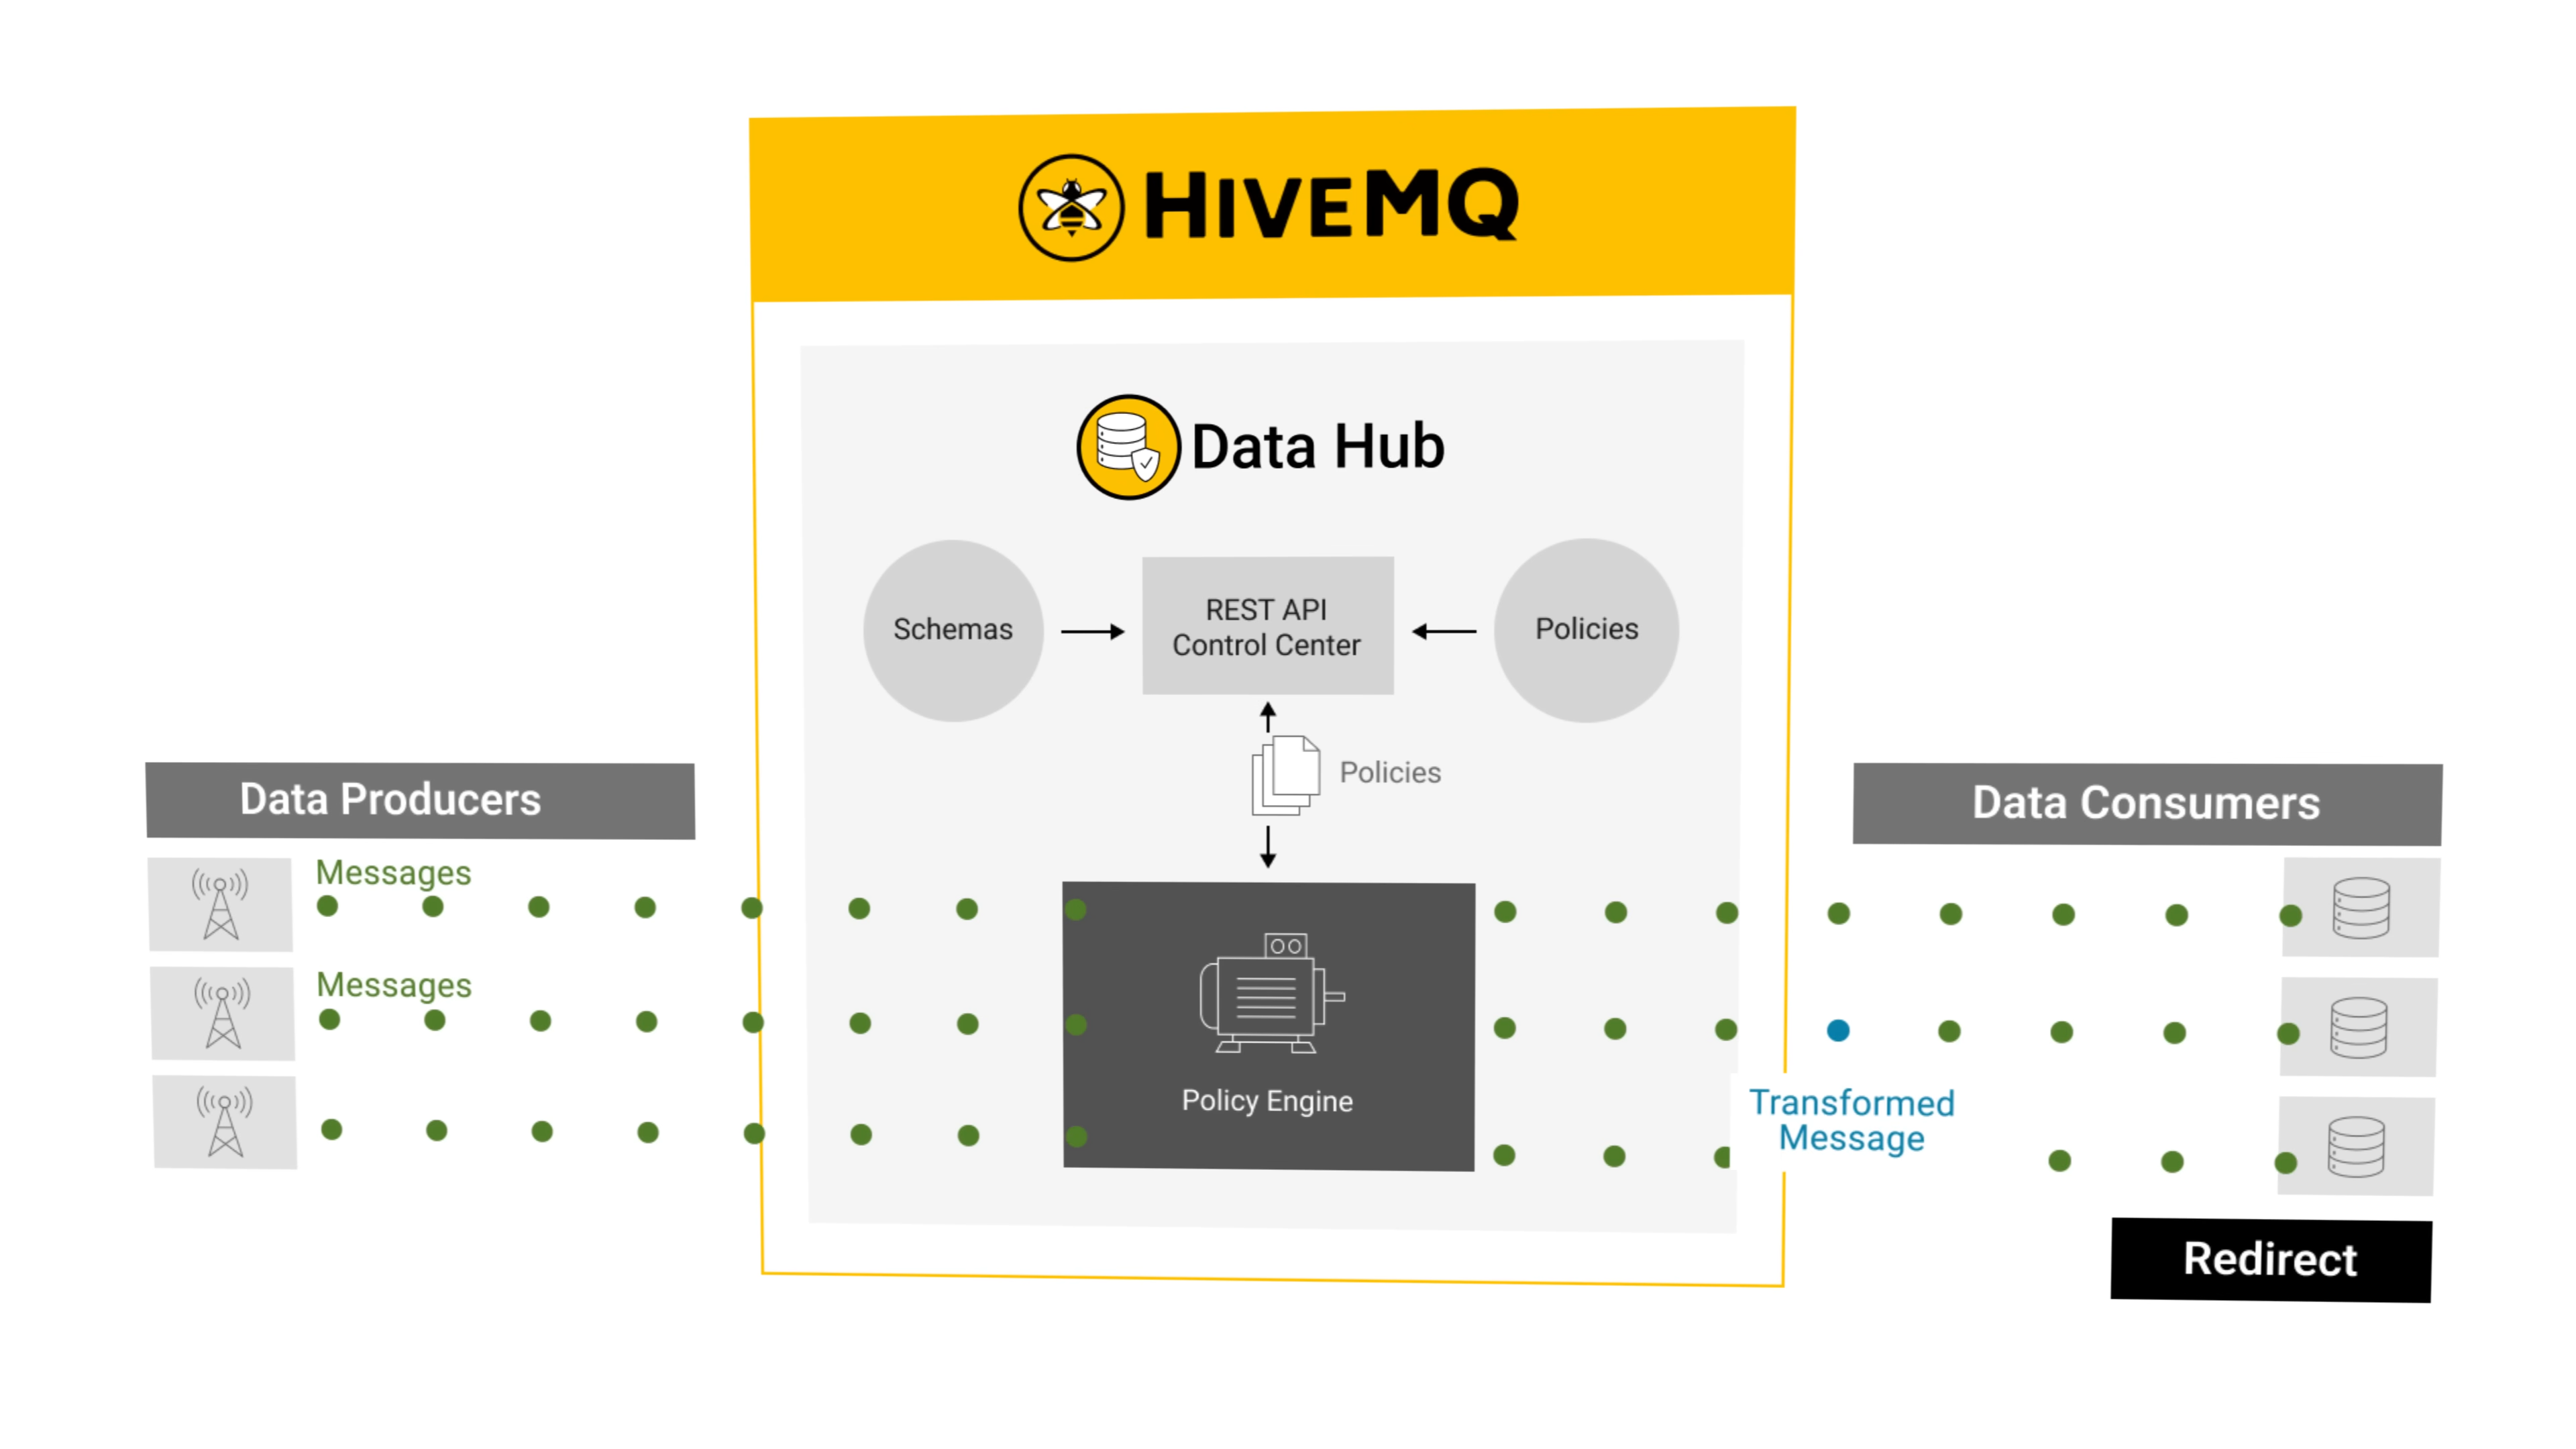 HIVEMQ
Data Hub
Schemas
REST API
Control Center
Policies
Policies
Data Producers
Data Consumers
Messages
Messages
Policy Engine
Transformed
Message
Redirect